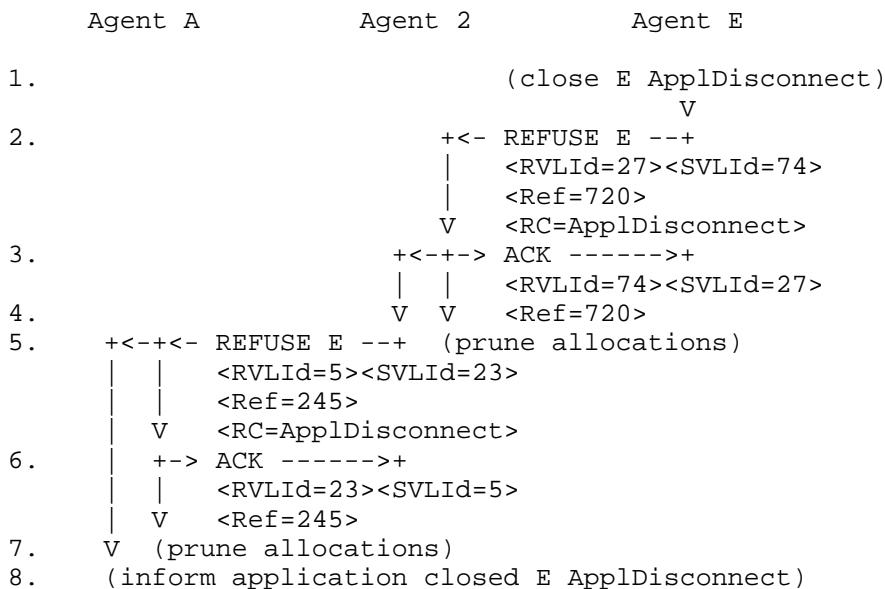 Agent A             Agent 2             Agent E

1.                               (close E ApplDisconnect)
                                             V
2.                            +<- REFUSE E --+
                              |   <RVLId=27><SVLId=74>
                              |   <Ref=720>
                              V   <RC=ApplDisconnect>
3.                         +<-+-> ACK ------>+
                           |  |   <RVLId=74><SVLId=27>
4.                         V  V   <Ref=720>
5.      +<-+<- REFUSE E --+  (prune allocations)
        |  |   <RVLId=5><SVLId=23>
        |  |   <Ref=245>
        |  V   <RC=ApplDisconnect>
6.      |  +-> ACK ------>+
        |  |   <RVLId=23><SVLId=5>
        |  V   <Ref=245>
7.      V  (prune allocations)
8.      (inform application closed E ApplDisconnect)